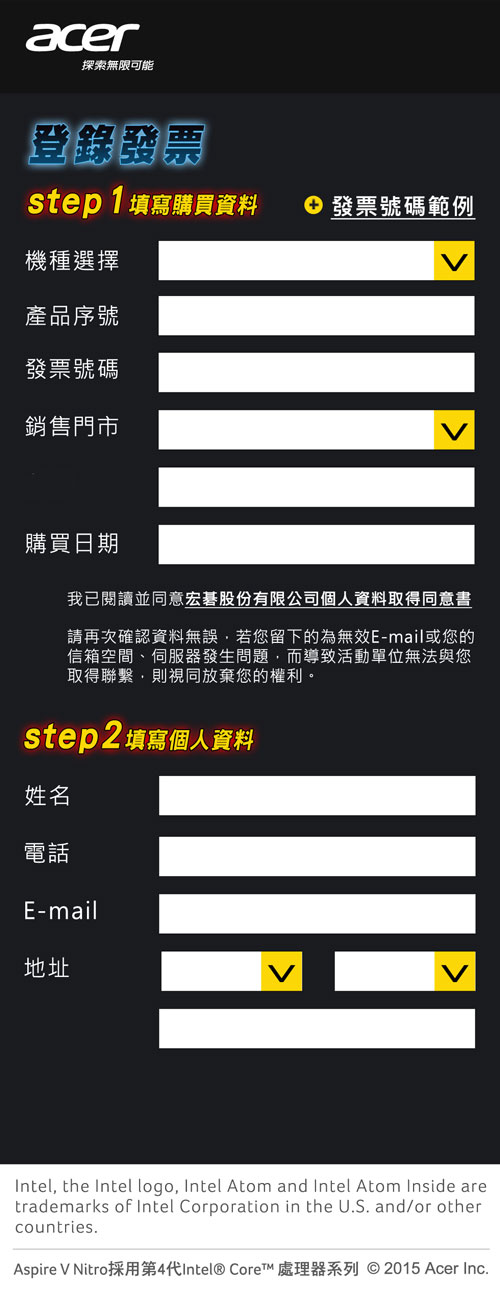 acer
探索無限可能
登錄發票
step 1 填寫購買資料
發票號碼範例
機種選擇
產品序號
發票號碼
銷售門市
購買日期
我已閱讀並同意宏碁股份有限公司個人資料取得同意書
請再次確認資料無誤，若您留下的為無效E-mail或您的
信箱空間、伺服器發生問題，而導致活動單位無法與您
取得聯繫，則視同放棄您的權利。
step2 填寫個人資料
姓名
電話
E-mail
地址
Intel, the Intel logo, Intel Atom and Intel Atom Inside are
trademarks of Intel Corporation in the U.S. and/or other
countries.
Aspire V Nitro採用第4代Intel® Core™ 處理器系列 © 2015 Acer Inc.